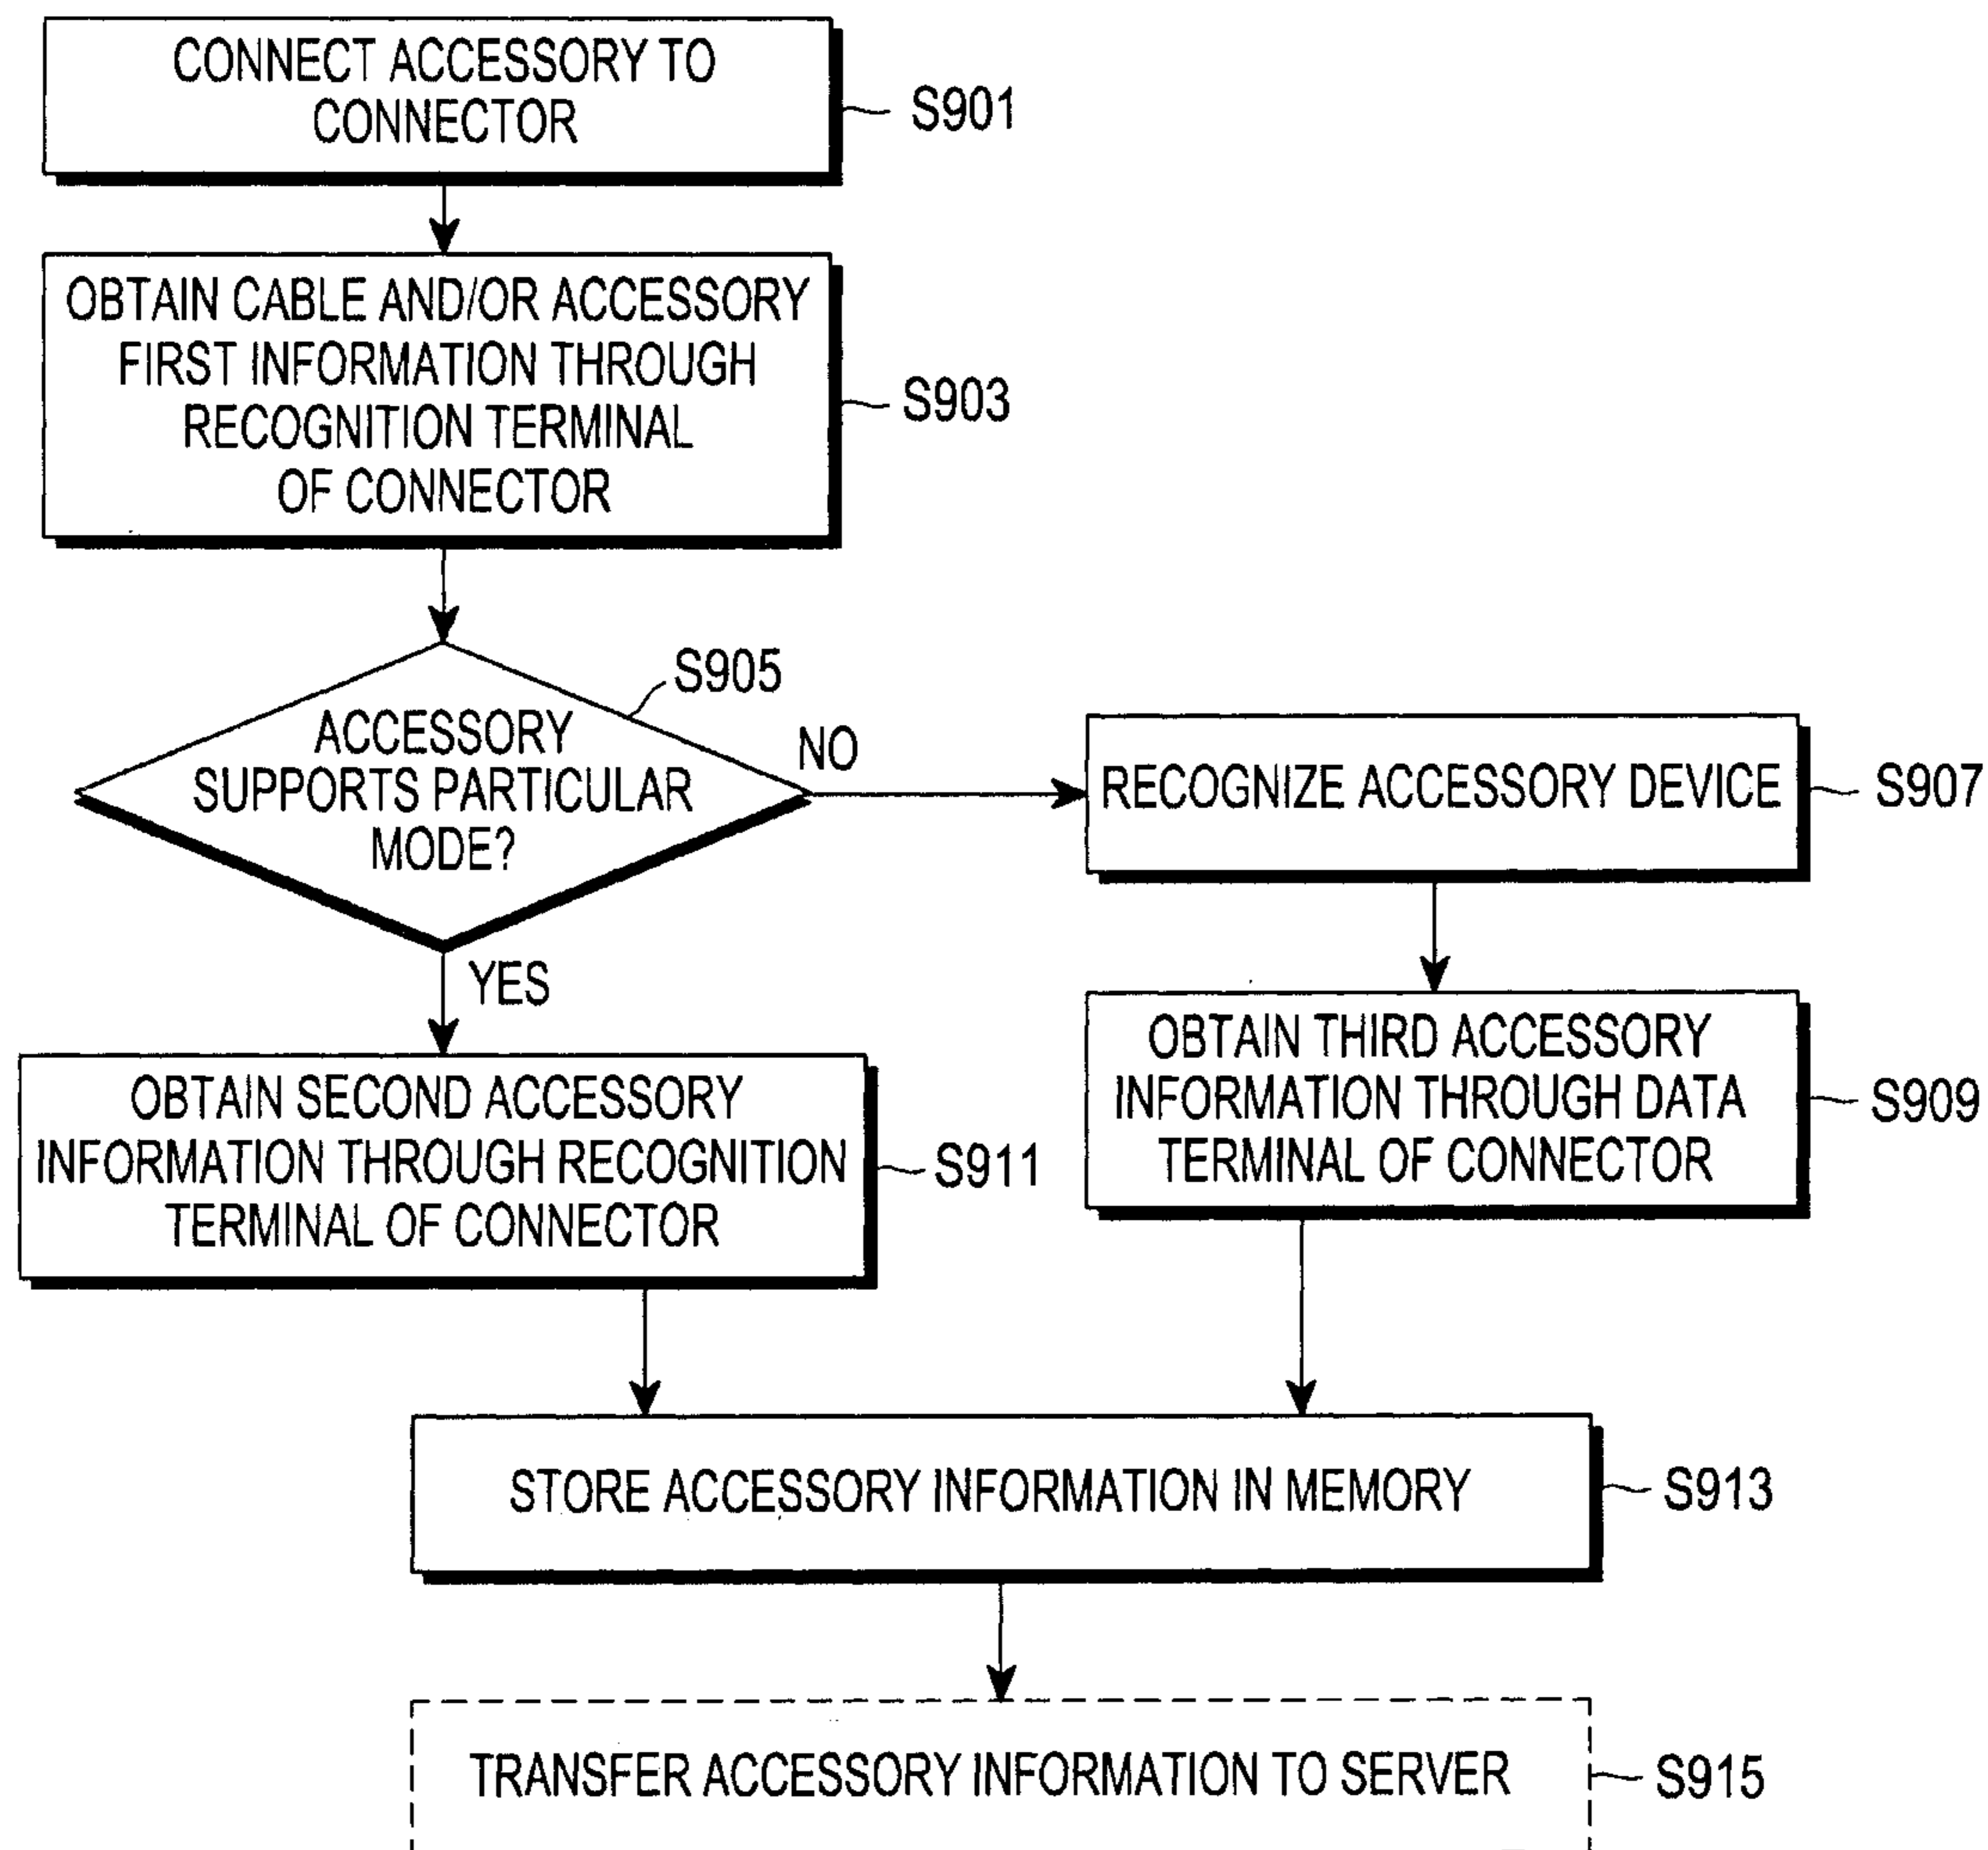 CONNECT ACCESSORY TO
CONNECTOR
S901
OBTAIN CABLE AND/OR ACCESSORY
FIRST INFORMATION THROUGH
RECOGNITION TERMINAL
OF CONNECTOR
S903
S905
ACCESSORY
SUPPORTS PARTICULAR
MODE?
NO
YES
RECOGNIZE ACCESSORY DEVICE
S907
OBTAIN THIRD ACCESSORY
INFORMATION THROUGH DATA
TERMINAL OF CONNECTOR
S909
OBTAIN SECOND ACCESSORY
INFORMATION THROUGH RECOGNITION
TERMINAL OF CONNECTOR
S911
STORE ACCESSORY INFORMATION IN MEMORY
S913
TRANSFER ACCESSORY INFORMATION TO SERVER
S915